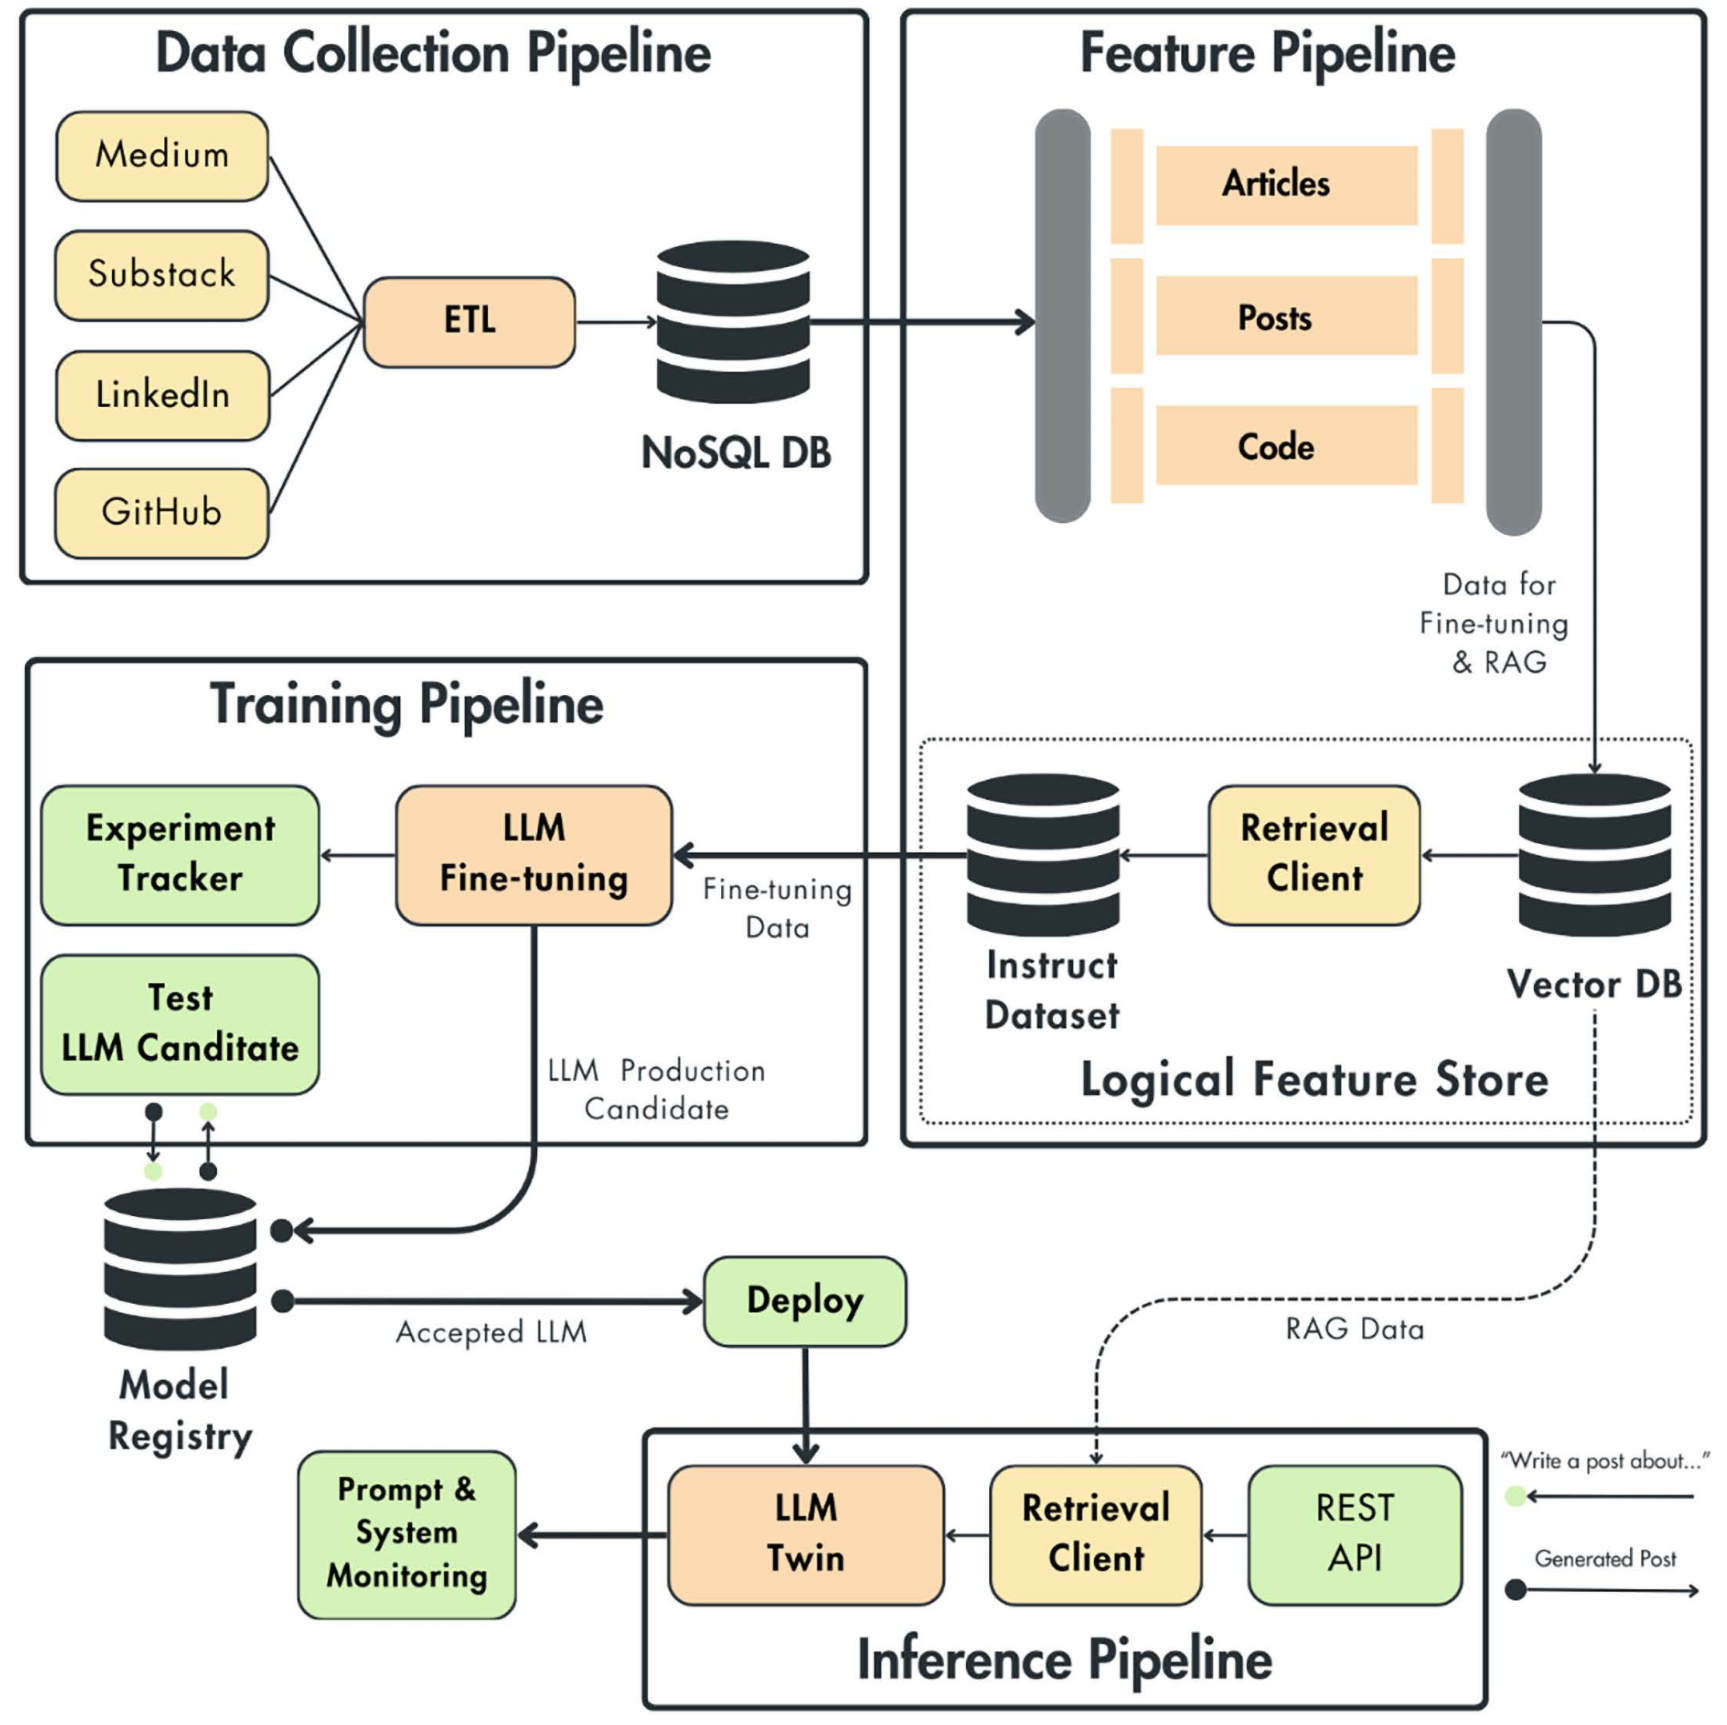 Data Collection Pipeline
Medium
Substack
LinkedIn
GitHub
ETL
NoSQL DB
Feature Pipeline
Articles
Posts
Code
Data for
Fine-tuning
& RAG
Training Pipeline
Experiment
Tracker
LLM
Fine-tuning
Fine-tuning
Data
Test
LLM Canditate
LLM Production
Candidate
Instruct
Dataset
Retrieval
Client
Vector DB
Logical Feature Store
Model
Registry
Accepted LLM
Deploy
RAG Data
Prompt &
System
Monitoring
LLM
Twin
Retrieval
Client
REST
API
"Write a post about..."
Generated Post
Inference Pipeline